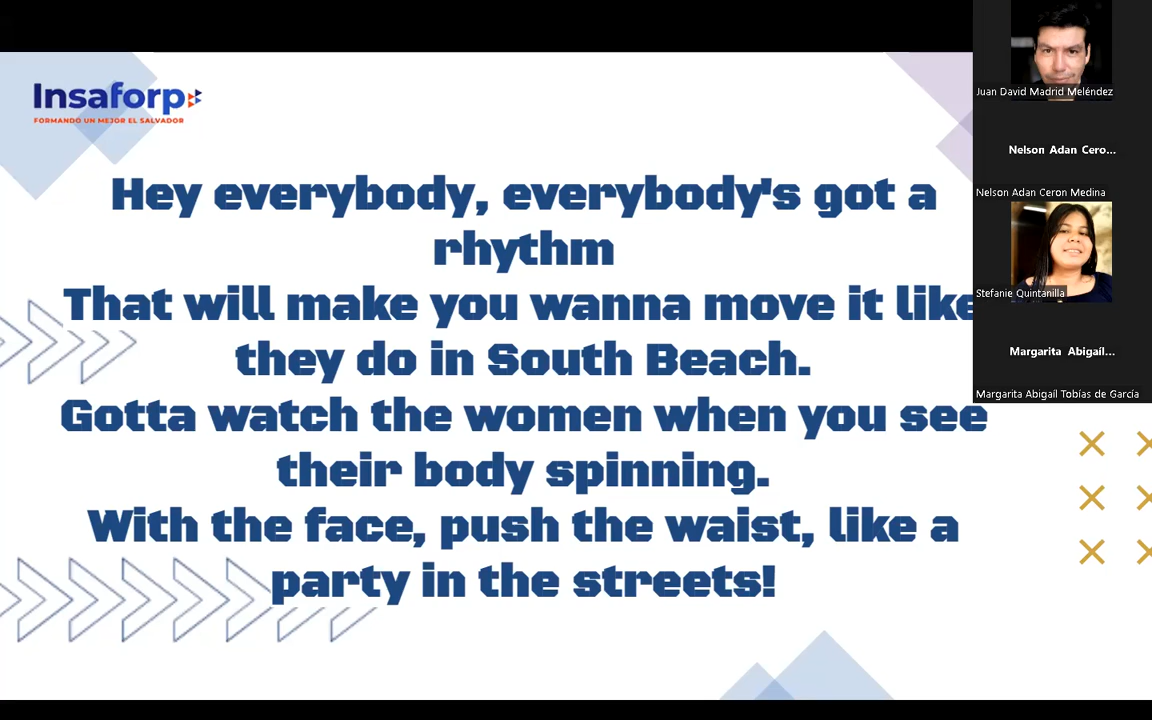 Insaforp
FORMANDO UN MEJOR EL SALVADOR
Hey everybody, everybody's got a
rhythm
That will make you wanna move it like
they do in South Beach.
Gotta watch the women when you see
their body spinning.
With the face, push the waist, like a
party in the streets!
Juan David Madrid Meléndez
Nelson Adan Cero...
Nelson Adan Ceron Medina
Stefanie Quintanilla
Margarita Abigaíl...
Margarita Abigaíl Tobías de García